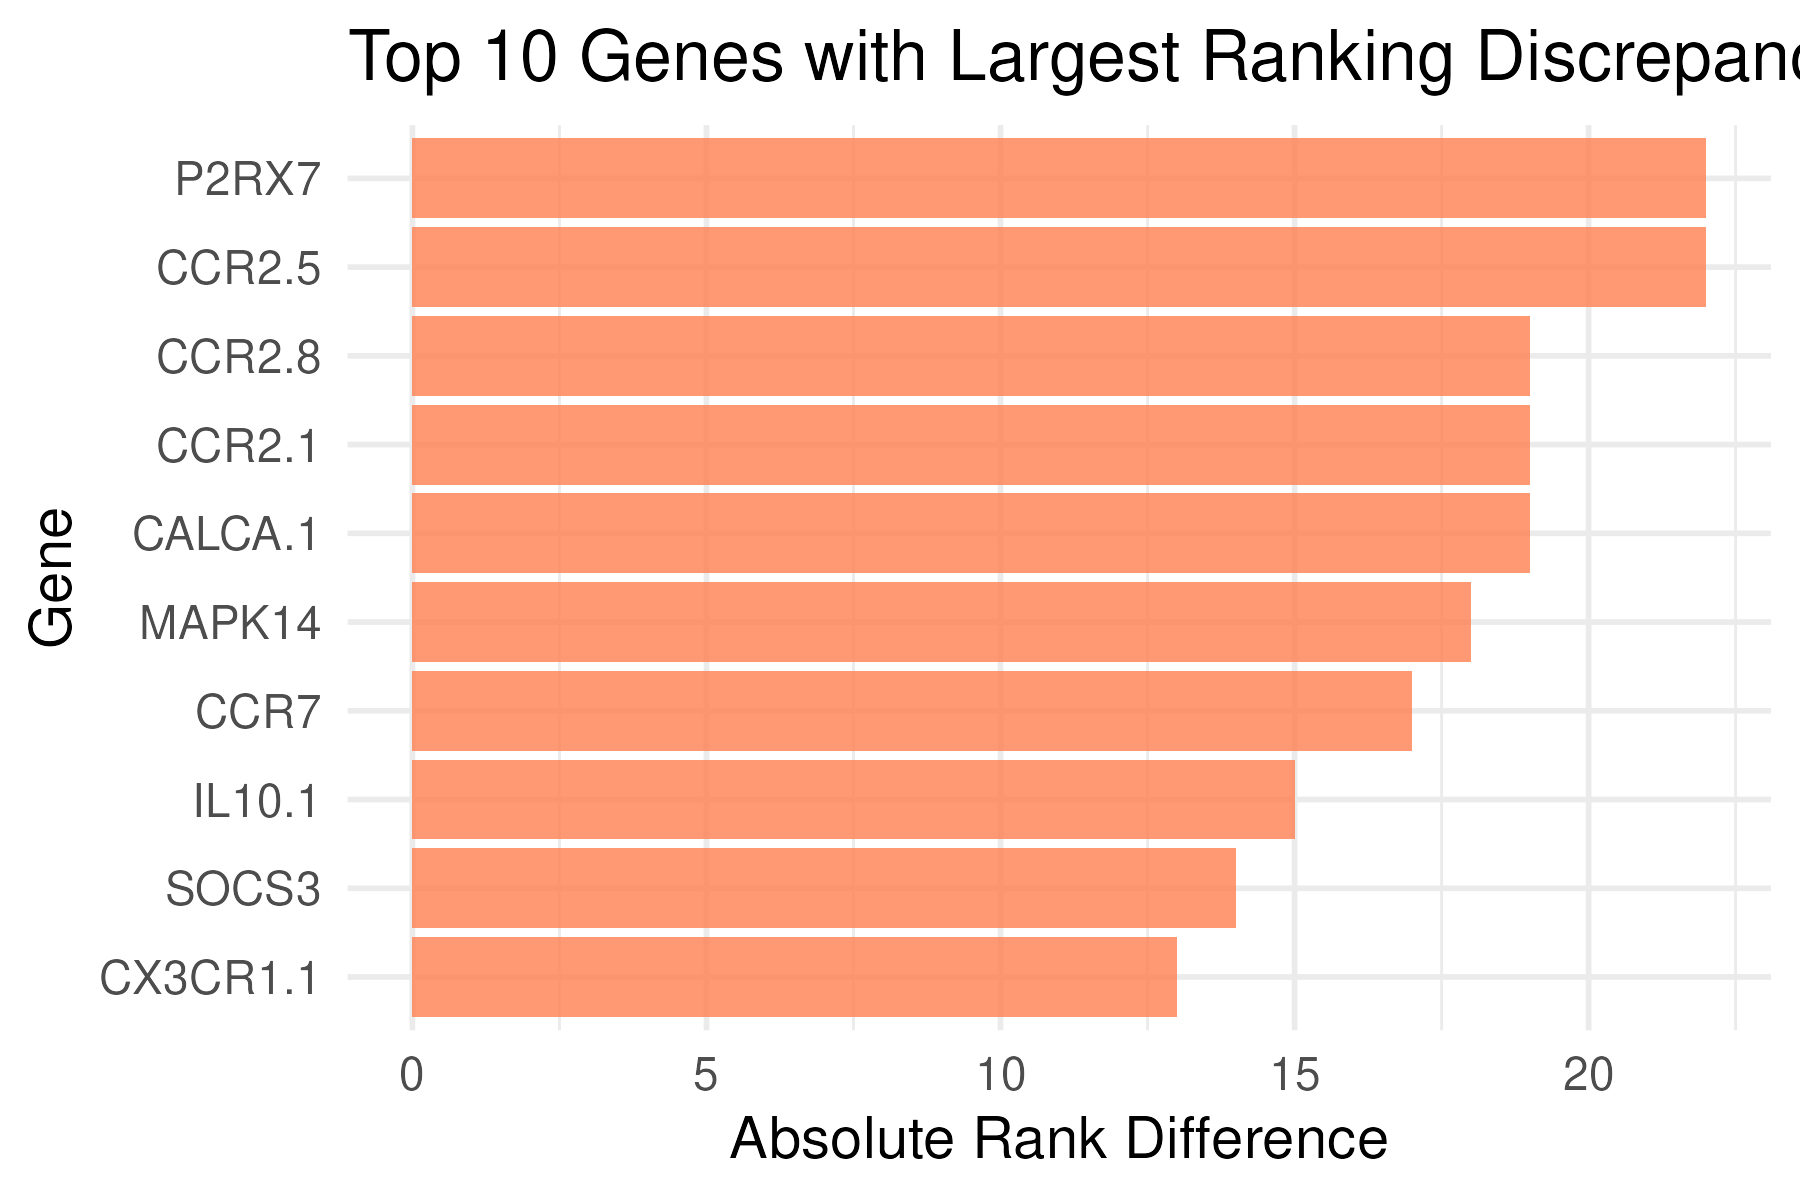 Top 10 Genes with Largest Ranking Discrepanc
P2RX7
CCR2.5
CCR2.8
CCR2.1
CALCA.1
MAPK14
CCR7
IL10.1
SOCS3
CX3CR1.1
Gene
0 5 10 15 20
Absolute Rank Difference